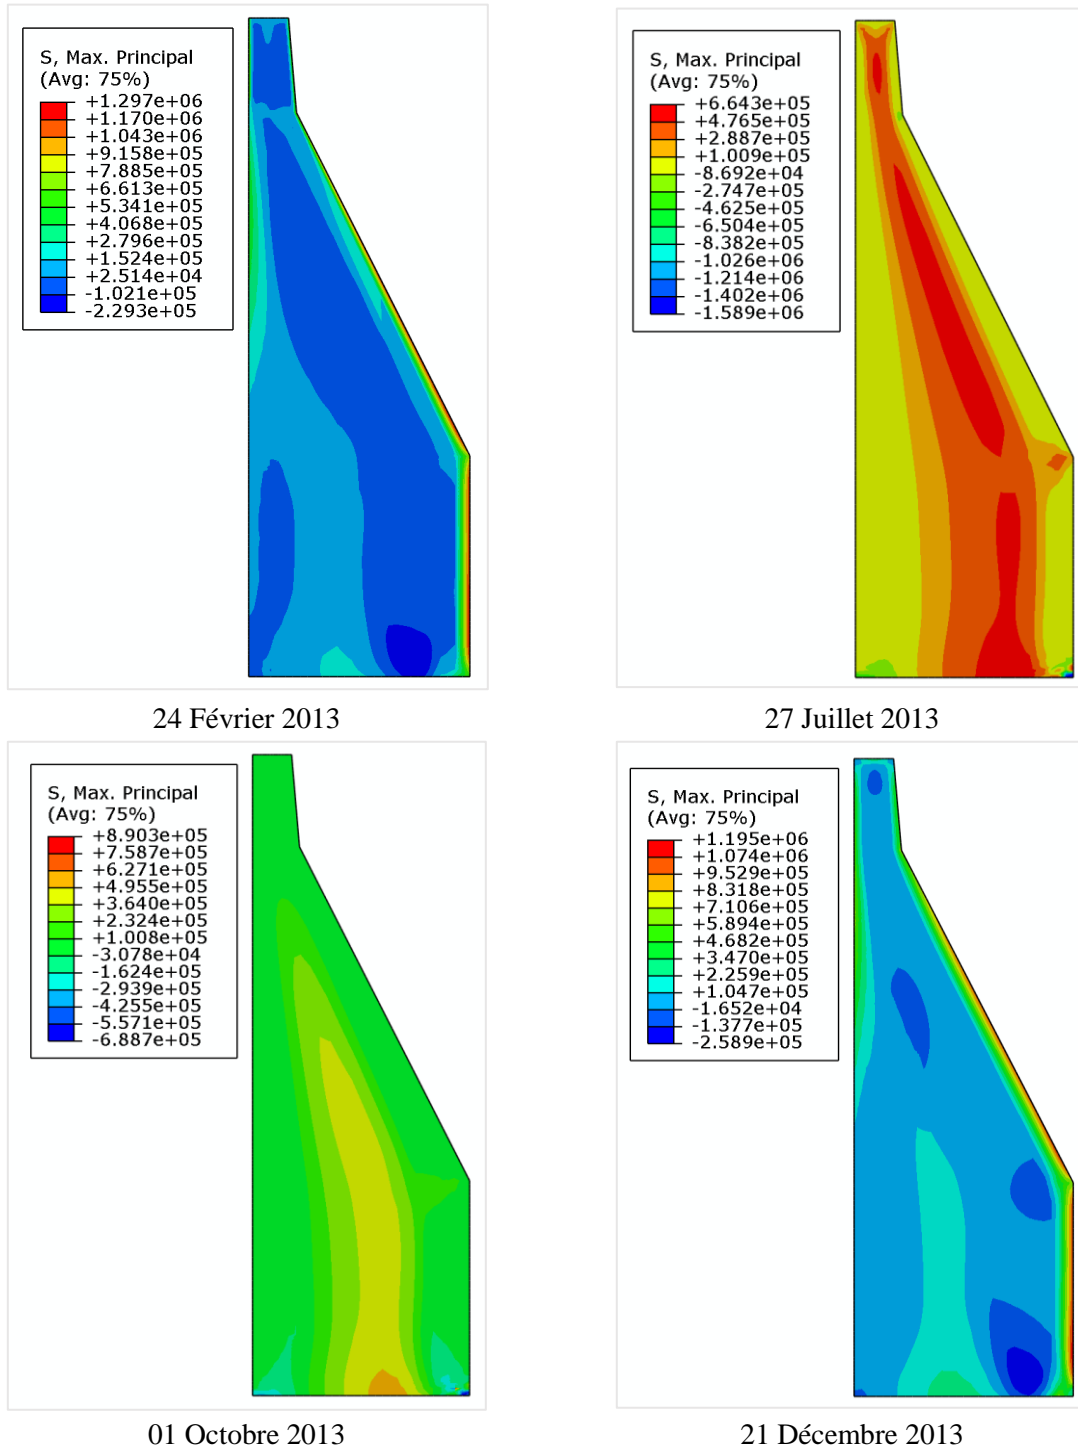 S, Max. Principal
(Avg: 75%)
+1.297e+06
+1.170e+06
+1.043e+06
+9.158e+05
+7.885e+05
+6.613e+05
+5.341e+05
+4.068e+05
+2.796e+05
+1.524e+05
+2.514e+04
-1.021e+05
-2.293e+05
24 Février 2013
S, Max. Principal
(Avg: 75%)
+6.643e+05
+4.765e+05
+2.887e+05
+1.009e+05
-8.692e+04
-2.747e+05
-4.625e+05
-6.504e+05
-8.382e+05
-1.026e+06
-1.214e+06
-1.402e+06
-1.589e+06
27 Juillet 2013
S, Max. Principal
(Avg: 75%)
+8.903e+05
+7.587e+05
+6.271e+05
+4.955e+05
+3.640e+05
+2.324e+05
+1.008e+05
-3.078e+04
-1.624e+05
-2.939e+05
-4.255e+05
-5.571e+05
-6.887e+05
01 Octobre 2013
S, Max. Principal
(Avg: 75%)
+1.195e+06
+1.074e+06
+9.529e+05
+8.318e+05
+7.106e+05
+5.894e+05
+4.682e+05
+3.470e+05
+2.259e+05
+1.047e+05
-1.652e+04
-1.377e+05
-2.589e+05
21 Décembre 2013